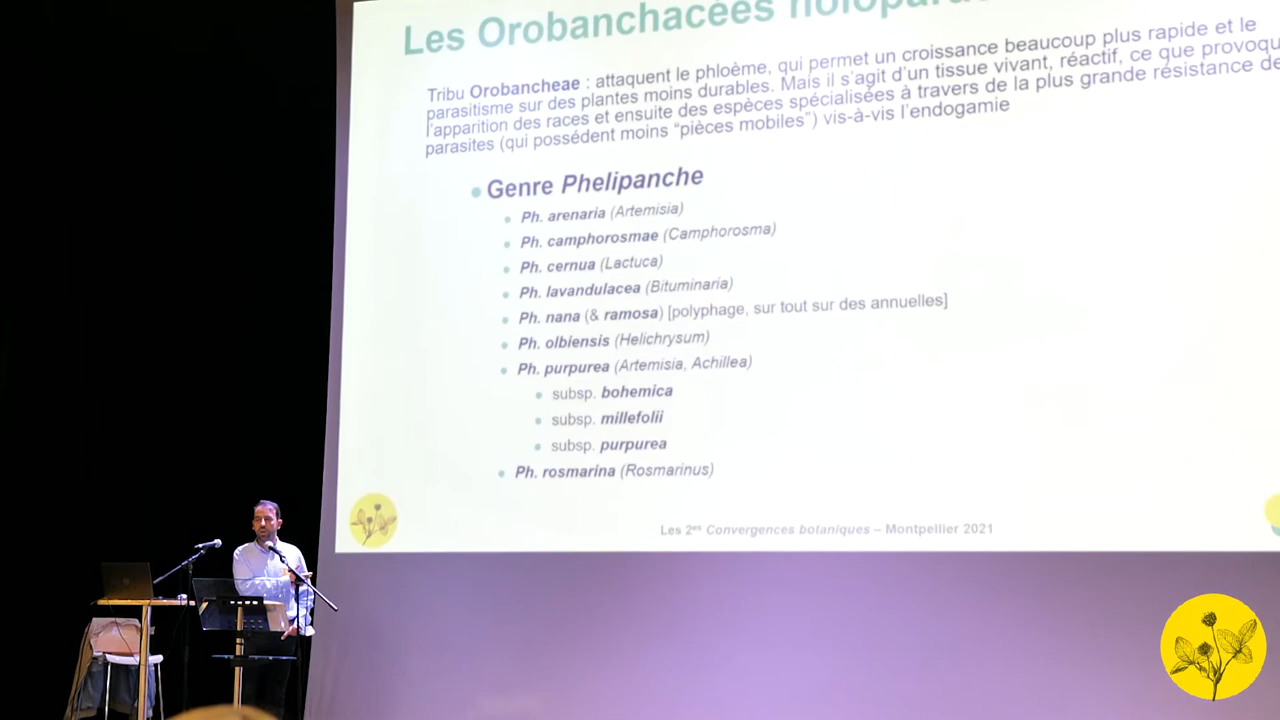 Les Orobanchacées
Tribu Orobancheae : attaquent le phloème, qui permet un croissance beaucoup plus rapide et le
parasitisme sur des plantes moins durables. Mais il s’agit d’un tissue vivant, réactif, ce que
l’apparition des races et ensuite des espèces spécialisées à travers de la plus grande résistance
parasites (qui possédent moins “pièces mobiles”) vis-à-vis l’endogamie
Genre Phelipanche
Ph. arenaria (Artemisia)
Ph. camphorosmae (Camphorosma)
Ph. cernua (Lactuca)
Ph. lavandulacea (Bituminaria)
Ph. nana (& ramosa) [polyphage, sur tout sur des annuelles]
Ph. olbiensis (Helichrysum)
Ph. purpurea (Artemisia, Achillea)
subsp. bohemica
subsp. millefolii
subsp. purpurea
Ph. rosmarina (Rosmarinus)
Les 2es Convergences botaniques – Montpellier 2021